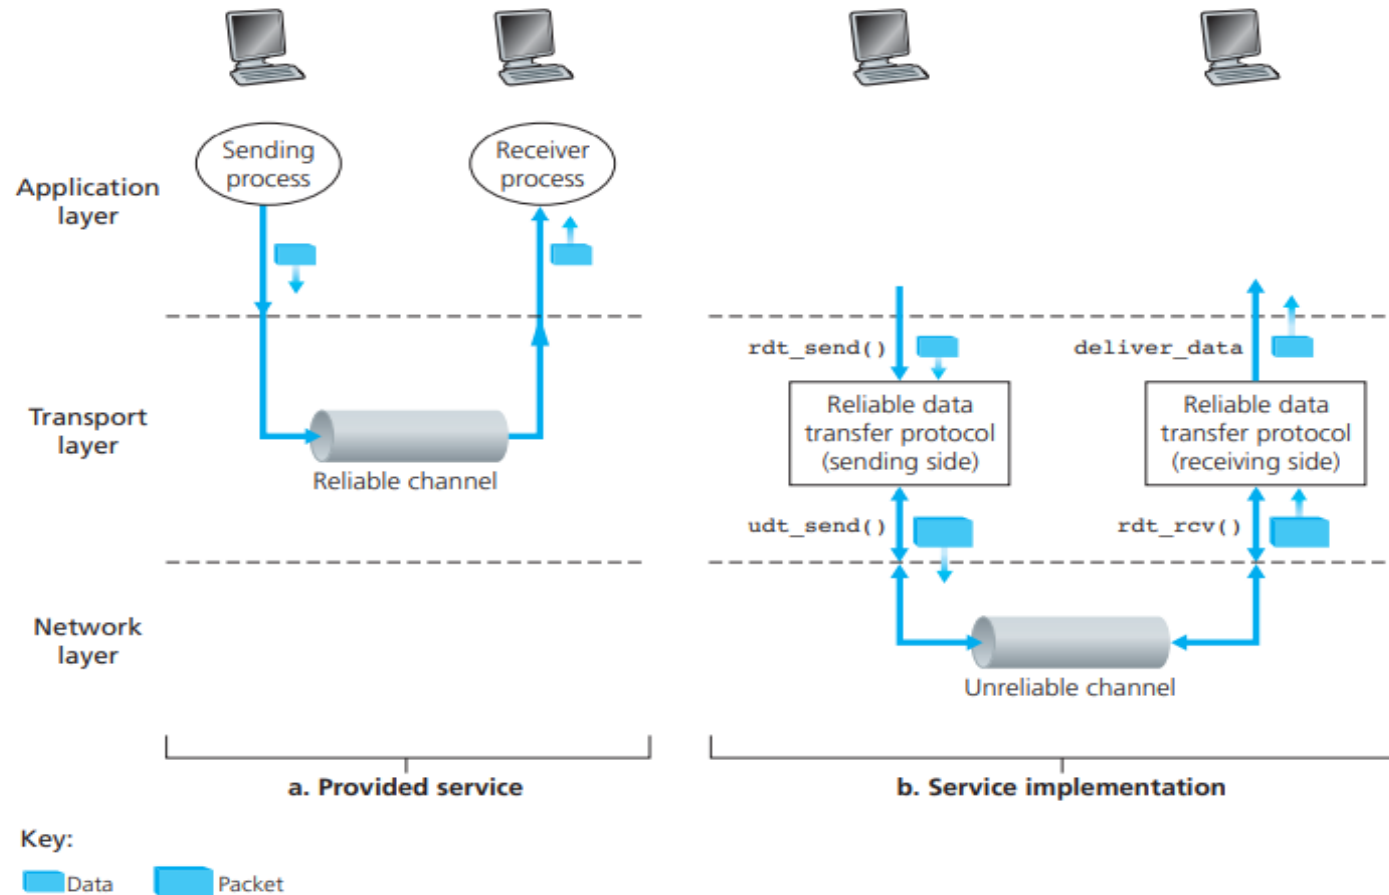 Sending
process
Receiver
process
Application
layer
rdt_send()
deliver_data
Transport
layer
Reliable channel
Reliable data
transfer protocol
(sending side)
Reliable data
transfer protocol
(receiving side)
udt_send()
rdt_rcv()
Network
layer
Unreliable channel
a. Provided service
b. Service implementation
Key:
Data
Packet